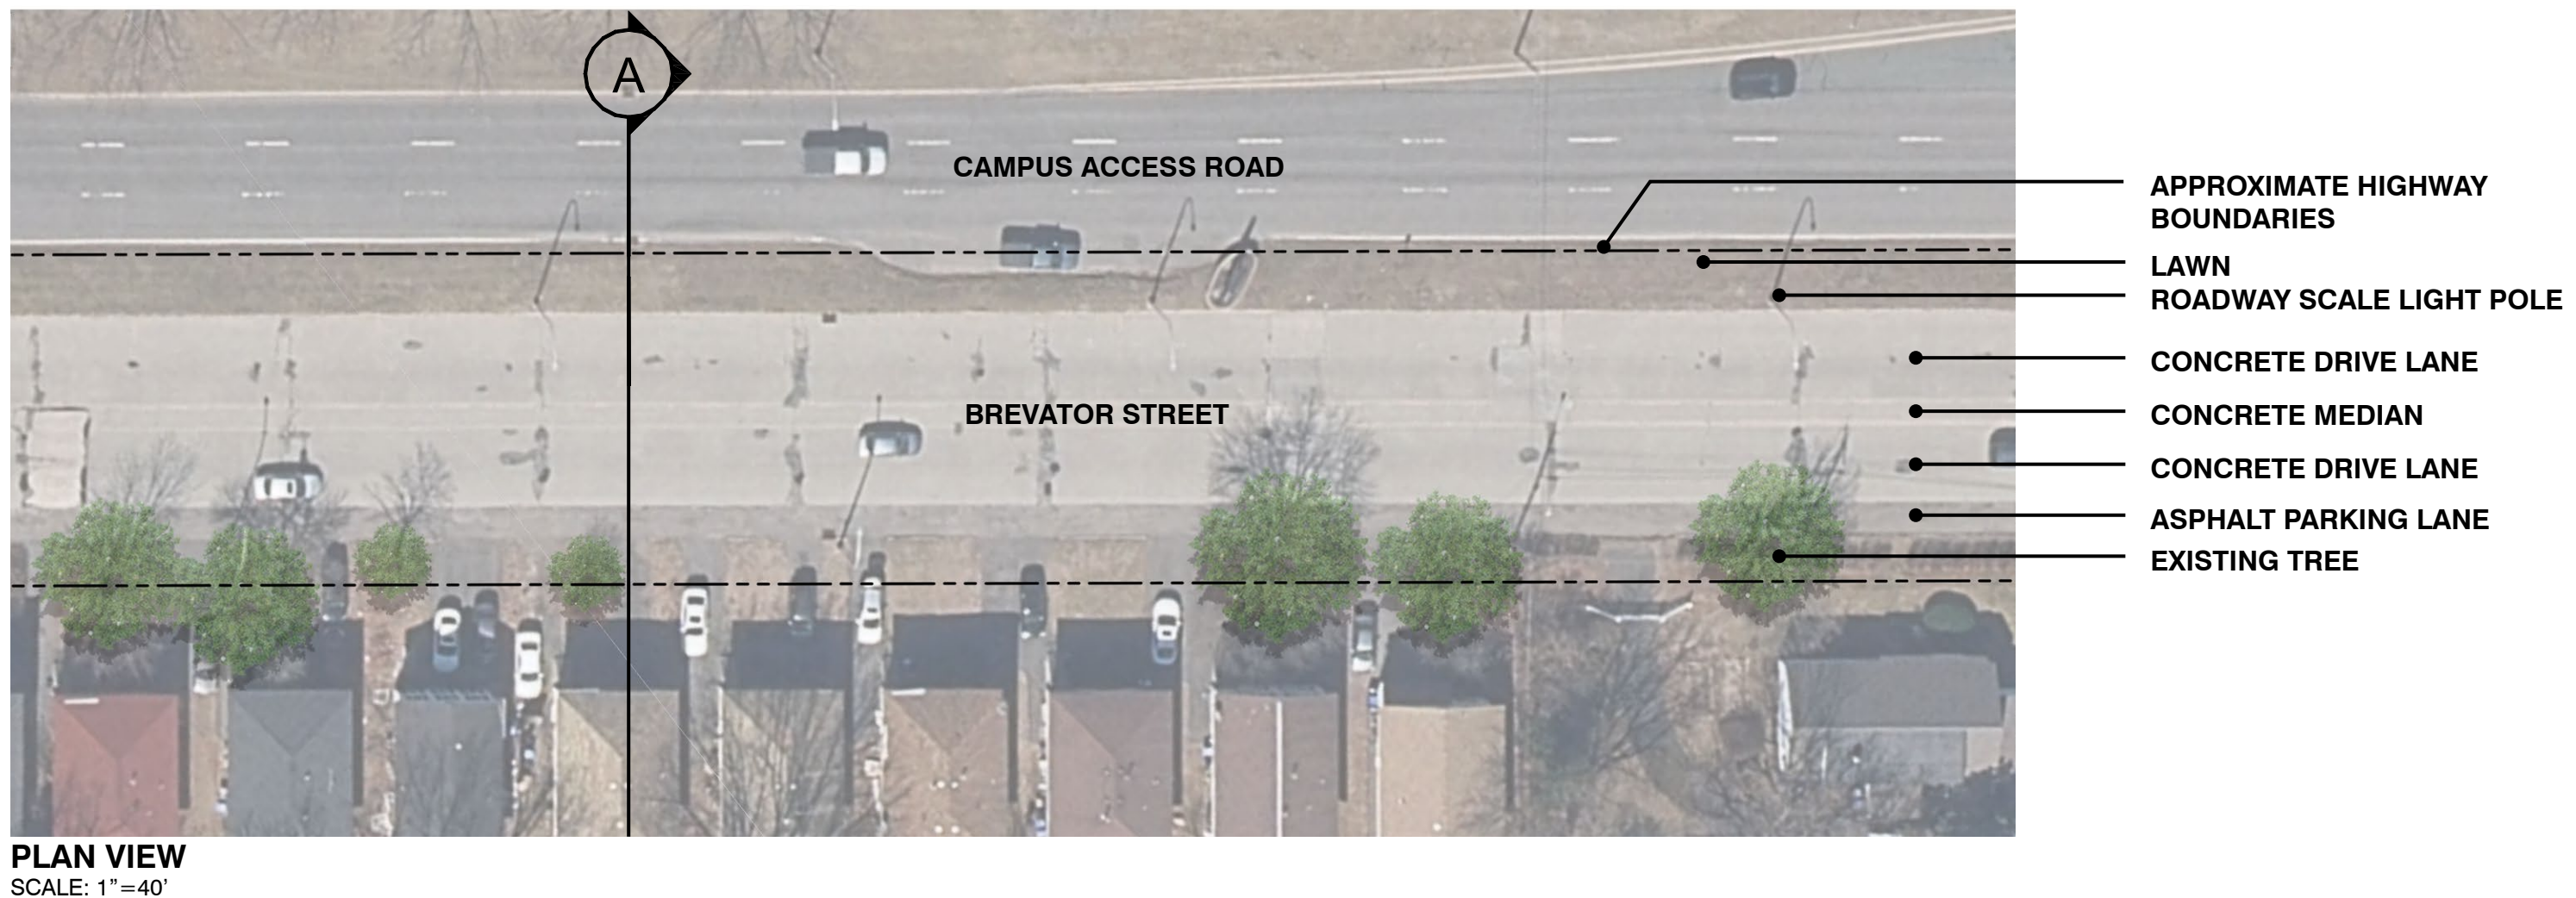 A
CAMPUS ACCESS ROAD
APPROXIMATE HIGHWAY
BOUNDARIES
LAWN
ROADWAY SCALE LIGHT POLE
CONCRETE DRIVE LANE
BREVATOR STREET
CONCRETE MEDIAN
CONCRETE DRIVE LANE
ASPHALT PARKING LANE
EXISTING TREE
PLAN VIEW
SCALE: 1”=40’